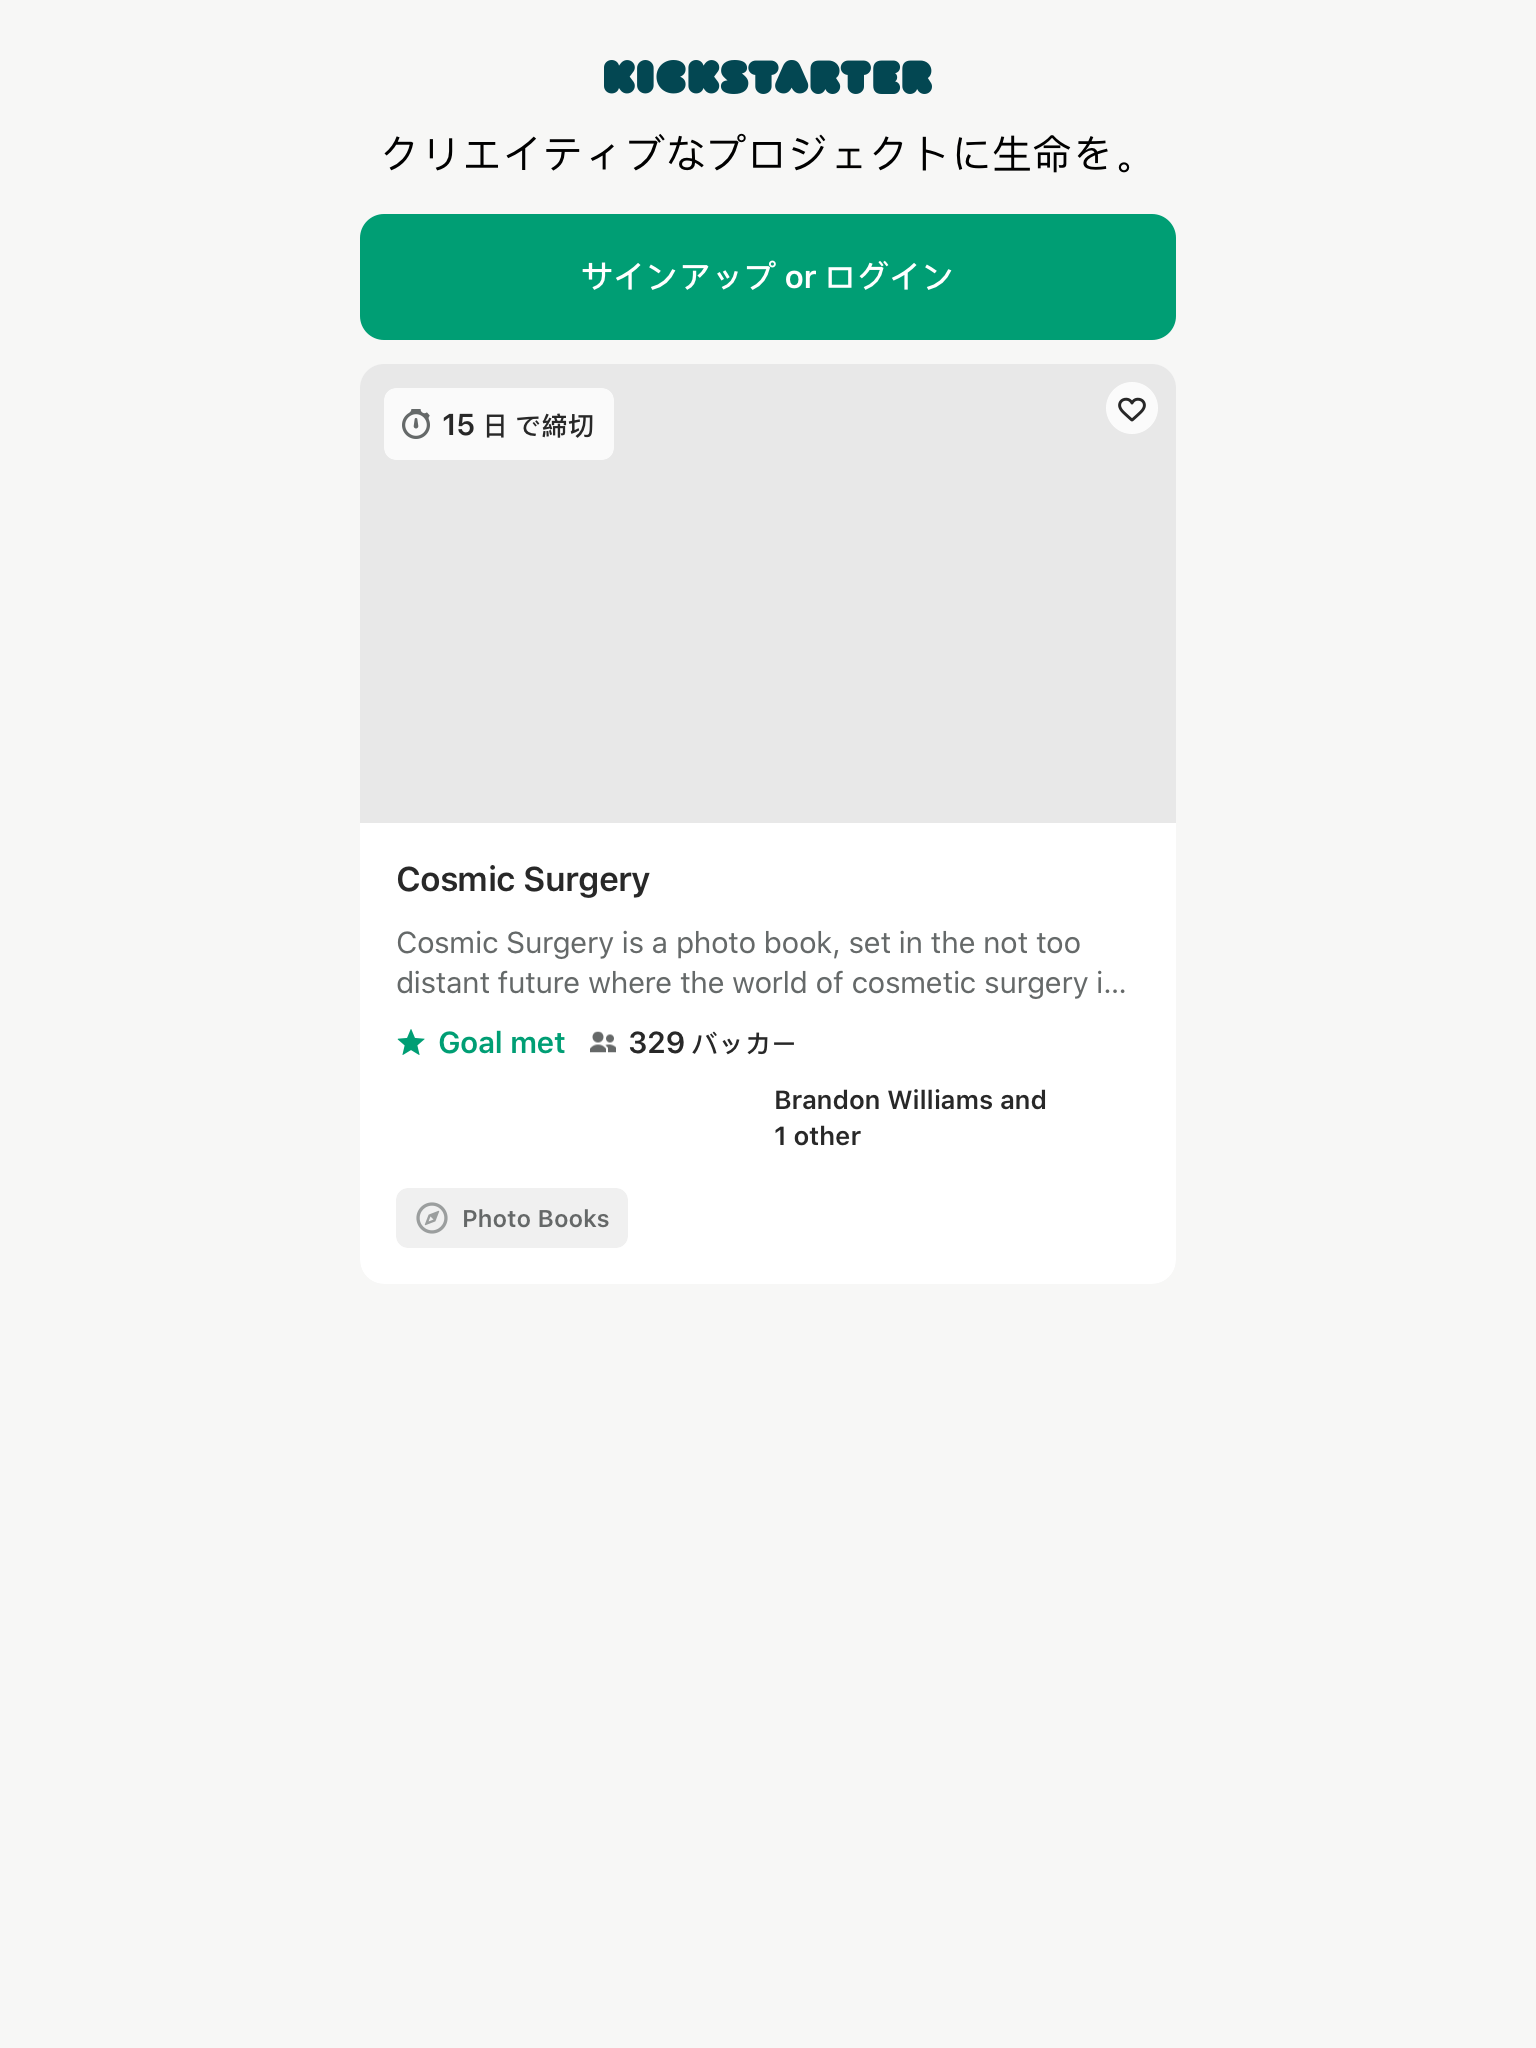 KICKSTARTER
クリエイティブなプロジェクトに生命を。
サインアップ or ログイン
15 日 で締切
Cosmic Surgery
Cosmic Surgery is a photo book, set in the not too
distant future where the world of cosmetic surgery i...
Goal met 329 バッカー
Brandon Williams and
1 other
Photo Books